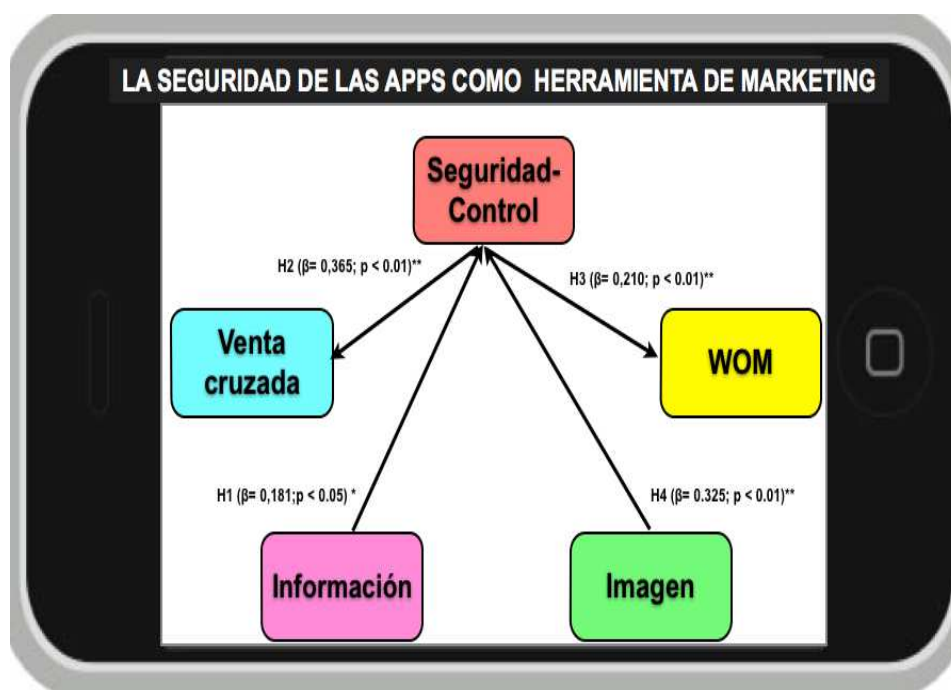 LA SEGURIDAD DE LAS APPS COMO HERRAMIENTA DE MARKETING
Seguridad-
Control
H2 (β= 0,365; p < 0.01)**
H3 (β= 0,210; p < 0.01)**
Venta
cruzada
WOM
H1 (β= 0,181;p < 0.05) *
H4 (β= 0.325; p < 0.01)**
Información
Imagen